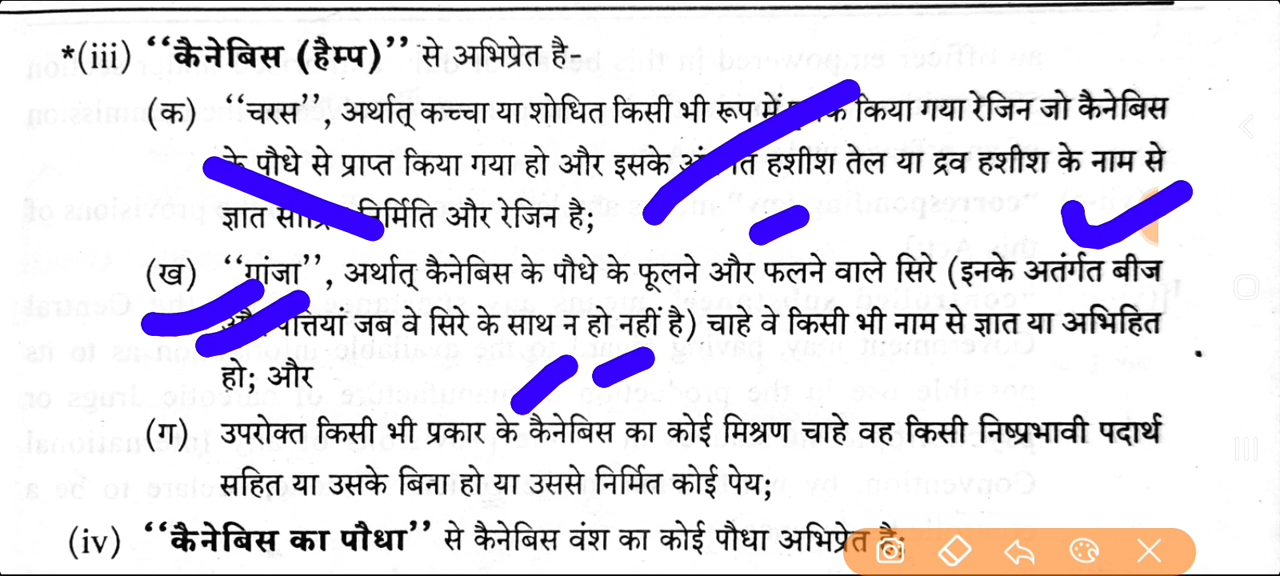 *(iii) ‘‘कैनेबिस (हैम्प)’’ से अभिप्रेत है-
(क) ‘‘चरस’’, अर्थात् कच्चा या शोधित किसी भी रूप में किया गया रेजिन जो कैनेबिस
के पौधे से प्राप्त किया गया हो और इसके हशीश तेल या द्रव हशीश के नाम से
ज्ञात निर्मिति और रेजिन है;
(ख) ‘‘गांजा’’, अर्थात् कैनेबिस के पौधे के फूलने और फलने वाले सिरे (इनके अतंर्गत बीज
और पत्तियां जब वे सिरे के साथ न हो नहीं है) चाहे वे किसी भी नाम से ज्ञात या अभिहित
हो; और
(ग) उपरोक्त किसी भी प्रकार के कैनेबिस का कोई मिश्रण चाहे वह किसी निष्प्रभावी पदार्थ
सहित या उसके बिना हो या उससे निर्मित कोई पेय;
(iv) ‘‘कैनेबिस का पौधा’’ से कैनेबिस वंश का कोई पौधा अभिप्रेत है;